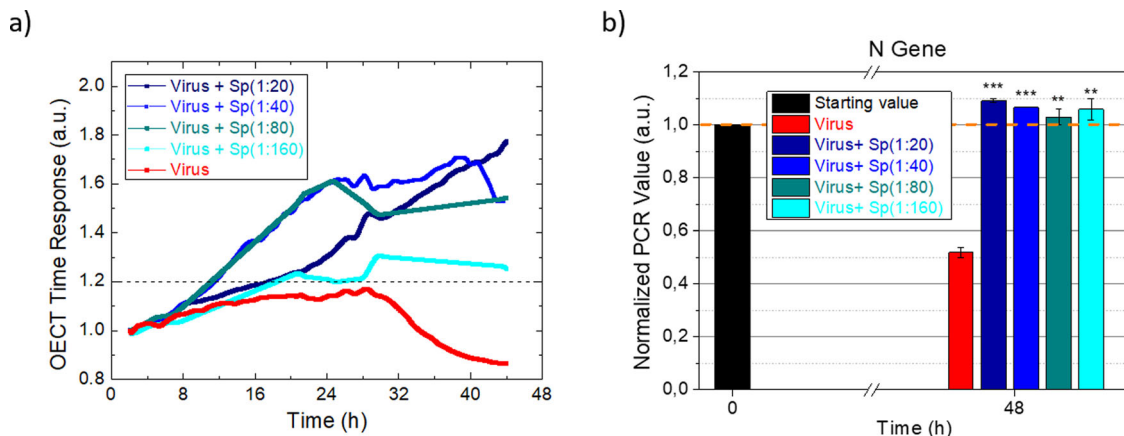 a)
OECT Time Response (a.u.)
2.0
1.8
1.6
1.4
1.2
1.0
0.8
Virus + Sp(1:20)
Virus + Sp(1:40)
Virus + Sp(1:80)
Virus + Sp(1:160)
Virus
0 8 16 24 32 40 48
Time (h)
b)
N Gene
Normalized PCR Value (a.u.)
1,2
1,0
0,8
0,6
0,4
0,2
0,0
Starting value
Virus
Virus+ Sp(1:20)
Virus+ Sp(1:40)
Virus+ Sp(1:80)
Virus+ Sp(1:160)
*** *** ** **
0 48
Time (h)